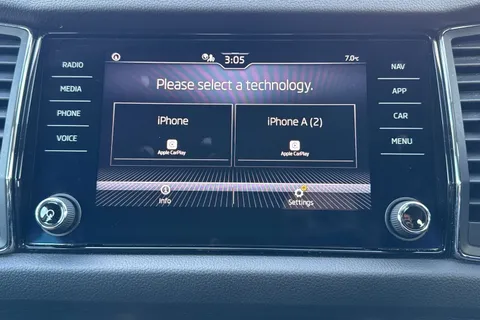 RADIO
MEDIA
PHONE
VOICE
3:05
7.0°C
Please select a technology.
iPhone
Apple CarPlay
iPhone A (2)
Apple CarPlay
Info
Settings
NAV
APP
CAR
MENU